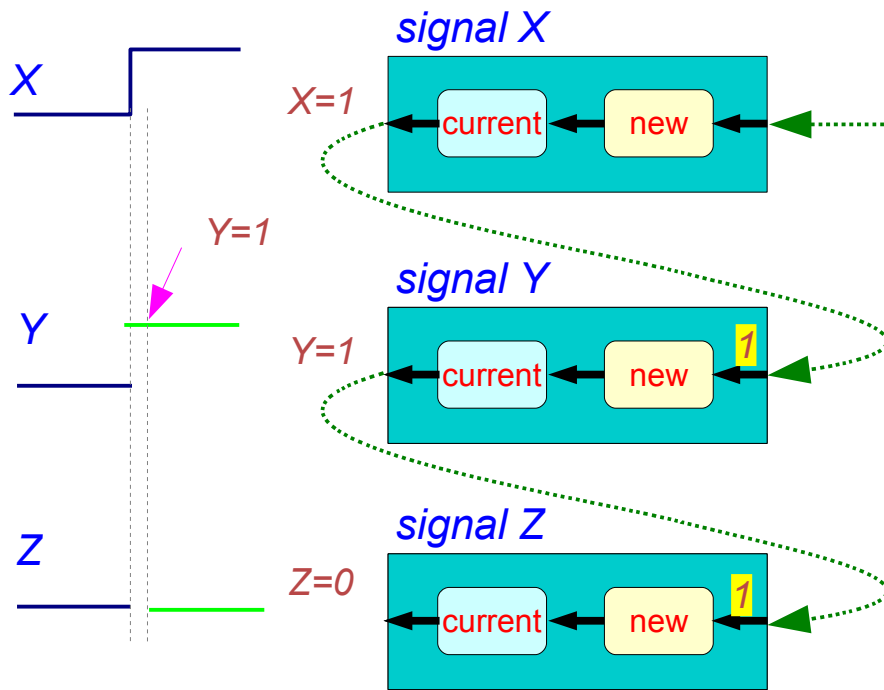 signal X
X
X=1
current
new
Y=1
signal Y
Y
Y=1
current
new
1
signal Z
Z
Z=0
current
new
1